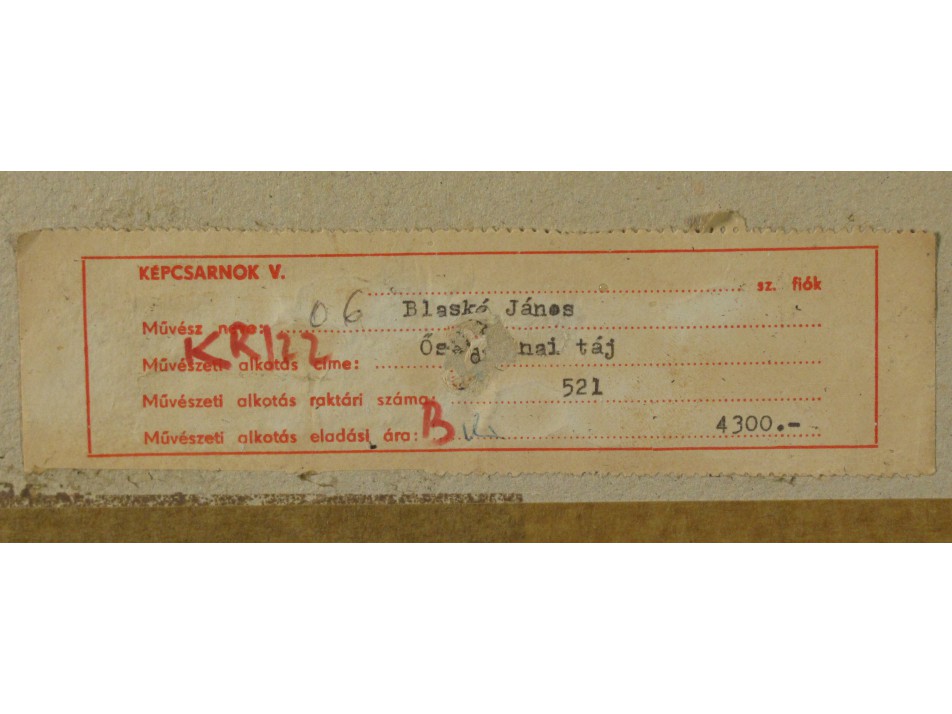 KÉPCSARNOK V.
sz. fiók
Művész neve: 06 Blaskó János
KR122
Művészeti alkotás címe: táj
Művészeti alkotás raktári száma: 521
Művészeti alkotás eladási ára: B 4300.-